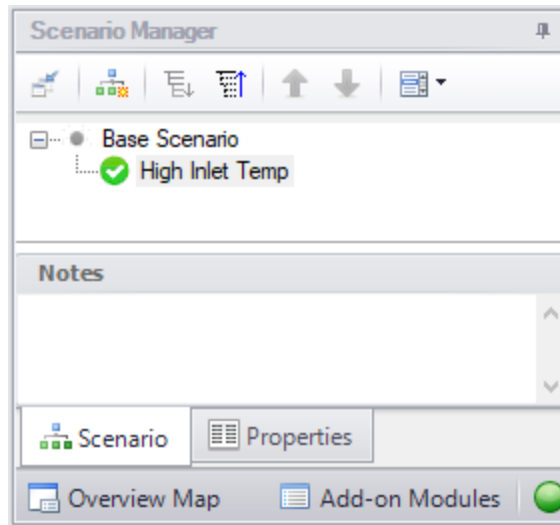 Scenario Manager
Base Scenario
High Inlet Temp
Notes
Scenario Properties
Overview Map Add-on Modules